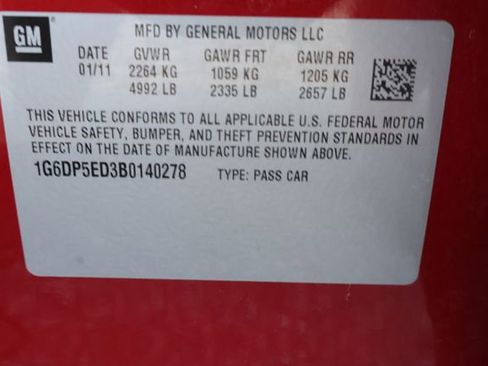 GM
MFD BY GENERAL MOTORS LLC
DATE GVWR GAWR FRT GAWR RR
01/11 2264 KG 1059 KG 1205 KG
4992 LB 2335 LB 2657 LB
THIS VEHICLE CONFORMS TO ALL APPLICABLE U.S. FEDERAL MOTOR
VEHICLE SAFETY, BUMPER, AND THEFT PREVENTION STANDARDS IN
EFFECT ON THE DATE OF MANUFACTURE SHOWN ABOVE.
1G6DP5ED3B0140278 TYPE: PASS CAR